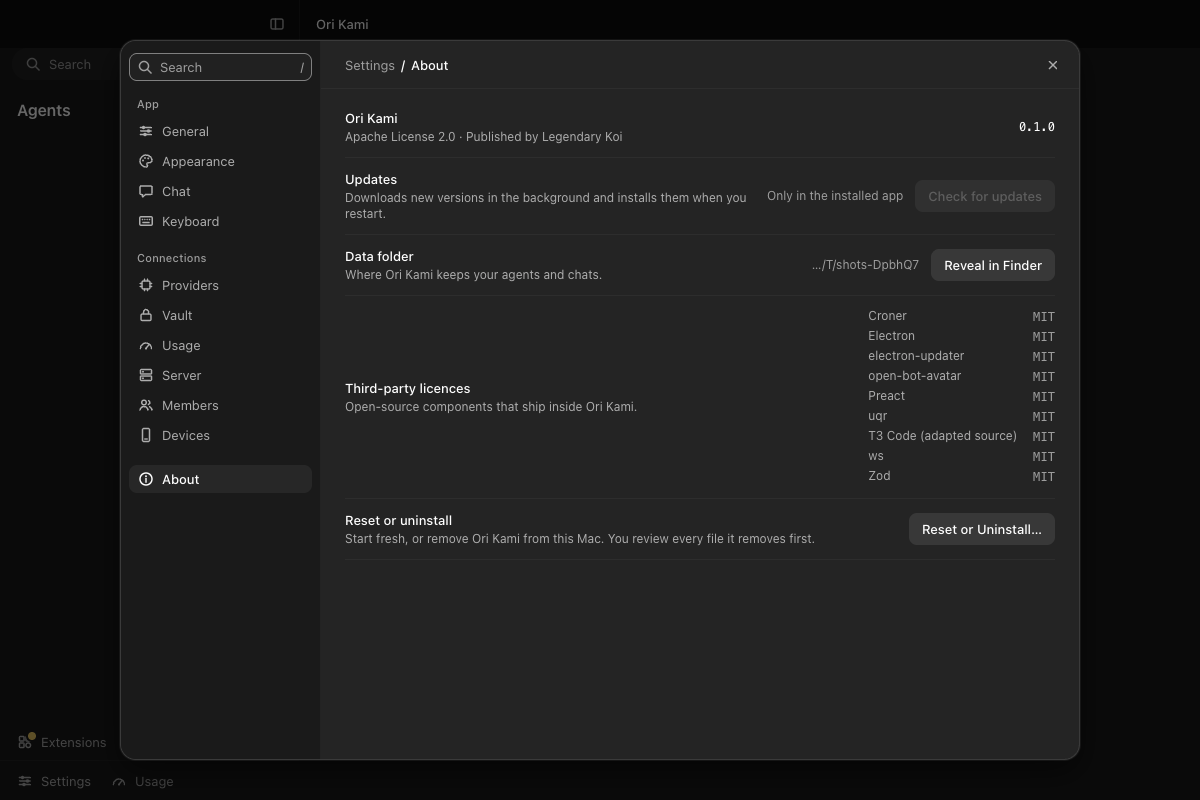 Ori Kami
Search
Agents
Extensions
Settings
Usage
Search /
App
General
Appearance
Chat
Keyboard
Connections
Providers
Vault
Usage
Server
Members
Devices
About
Settings / About
Ori Kami
Apache License 2.0 · Published by Legendary Koi
0.1.0
Updates
Downloads new versions in the background and installs them when you
restart.
Only in the installed app
Check for updates
Data folder
Where Ori Kami keeps your agents and chats.
.../T/shots-DpbhQ7
Reveal in Finder
Third-party licences
Open-source components that ship inside Ori Kami.
Croner MIT
Electron MIT
electron-updater MIT
open-bot-avatar MIT
Preact MIT
uqr MIT
T3 Code (adapted source) MIT
ws MIT
Zod MIT
Reset or uninstall
Start fresh, or remove Ori Kami from this Mac. You review every file it removes first.
Reset or Uninstall...